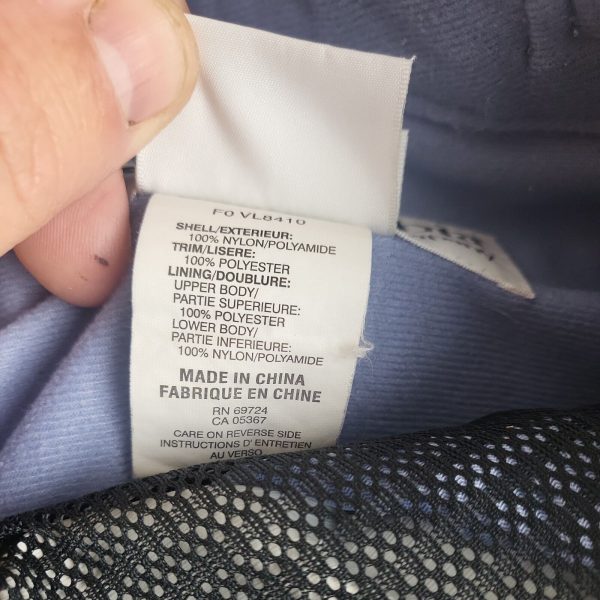 FO VL8410
SHELL/EXTERIEUR:
100% NYLON/POLYAMIDE
TRIM/LISERE:
100% POLYESTER
LINING/DOUBLURE:
UPPER BODY/
PARTIE SUPERIEURE:
100% POLYESTER
LOWER BODY/
PARTIE INFERIEURE:
100% NYLON/POLYAMIDE
MADE IN CHINA
FABRIQUE EN CHINE
RN 69724
CA 05367
CARE ON REVERSE SIDE
INSTRUCTIONS D'ENTRETIEN
AU VERSO